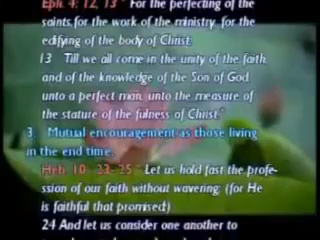 Eph. 4: 12, 13 " For the perfecting of the
saints, for the work of the ministry, for the
edifying of the body of Christ:
13 Till we all come in the unity of the faith,
and of the knowledge of the Son of God
unto a perfect man, unto the measure of
the stature of the fulness of Christ:"
3. Mutual encouragement as those living
in the end time.
Heb. 10: 23- 25 " Let us hold fast the profe-
ssion of our faith without wavering; (for He
is faithful that promised;)
24 And let us consider one another to